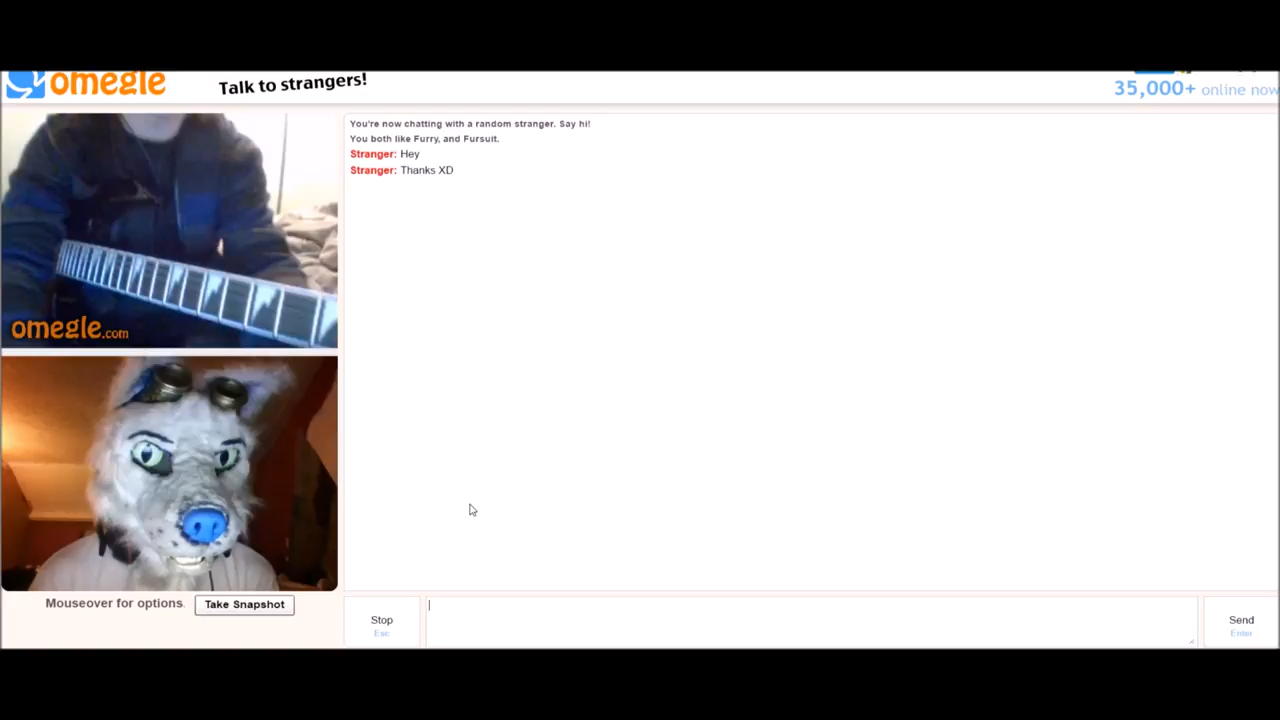 omegle
Talk to strangers!
35,000+ online now
You're now chatting with a random stranger. Say hi!
You both like Furry, and Fursuit.
Stranger: Hey
Stranger: Thanks XD
omegle.com
Mouseover for options.
Take Snapshot
Stop
Esc
Send
Enter